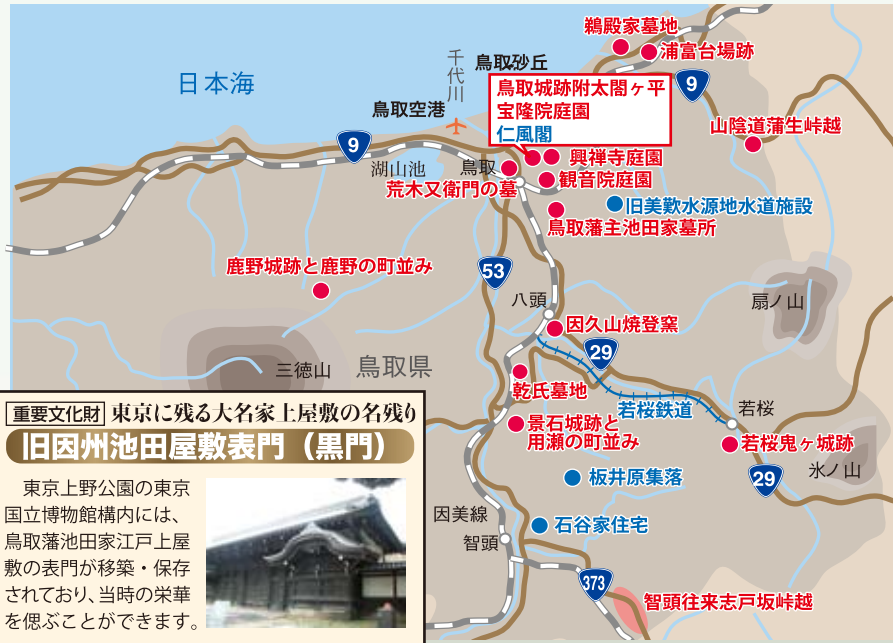 鵜殿家墓地
浦富台場跡
日本海
千代川
鳥取砂丘
9
鳥取城跡附太閤ヶ平
宝隆院庭園
仁風閣
鳥取空港
山陰道蒲生峠越
9
湖山池
鳥取
興禅寺庭園
荒木又衛門の墓
観音院庭園
旧美歎水源地水道施設
鳥取藩主池田家墓所
鹿野城跡と鹿野の町並み
53
八頭
扇ノ山
因久山焼登窯
29
三徳山
鳥取県
乾氏墓地
若桜鉄道
若桜
景石城跡と
用瀬の町並み
若桜鬼ヶ城跡
氷ノ山
29
板井原集落
因美線
石谷家住宅
智頭
373
智頭往来志戸坂峠越
重要文化財 東京に残る大名家上屋敷の名残り
旧因州池田屋敷表門（黒門）
東京上野公園の東京
国立博物館構内には、
鳥取藩池田家江戸上屋
敷の表門が移築・保存
されており、当時の栄華
を偲ぶことができます。